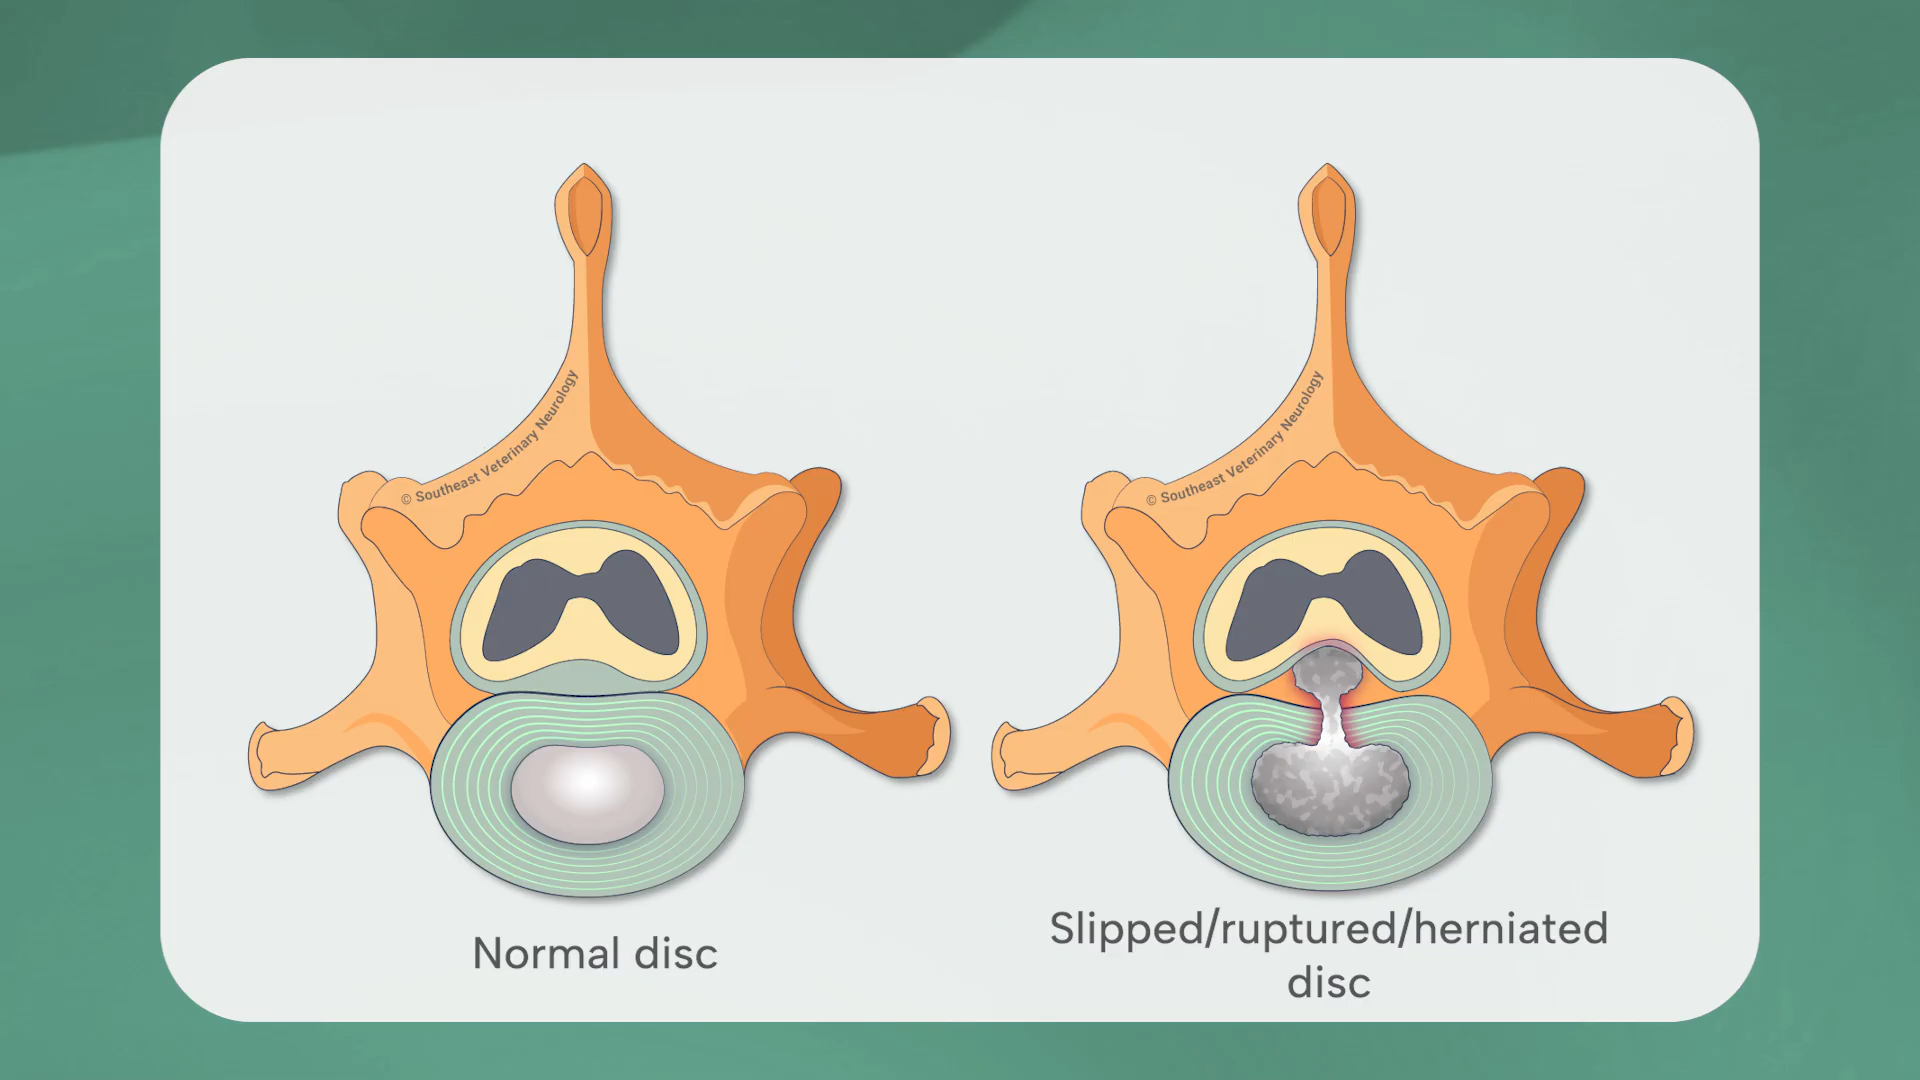 © Southeast Veterinary Neurology
© Southeast Veterinary Neurology
Normal disc
Slipped/ruptured/herniated
disc